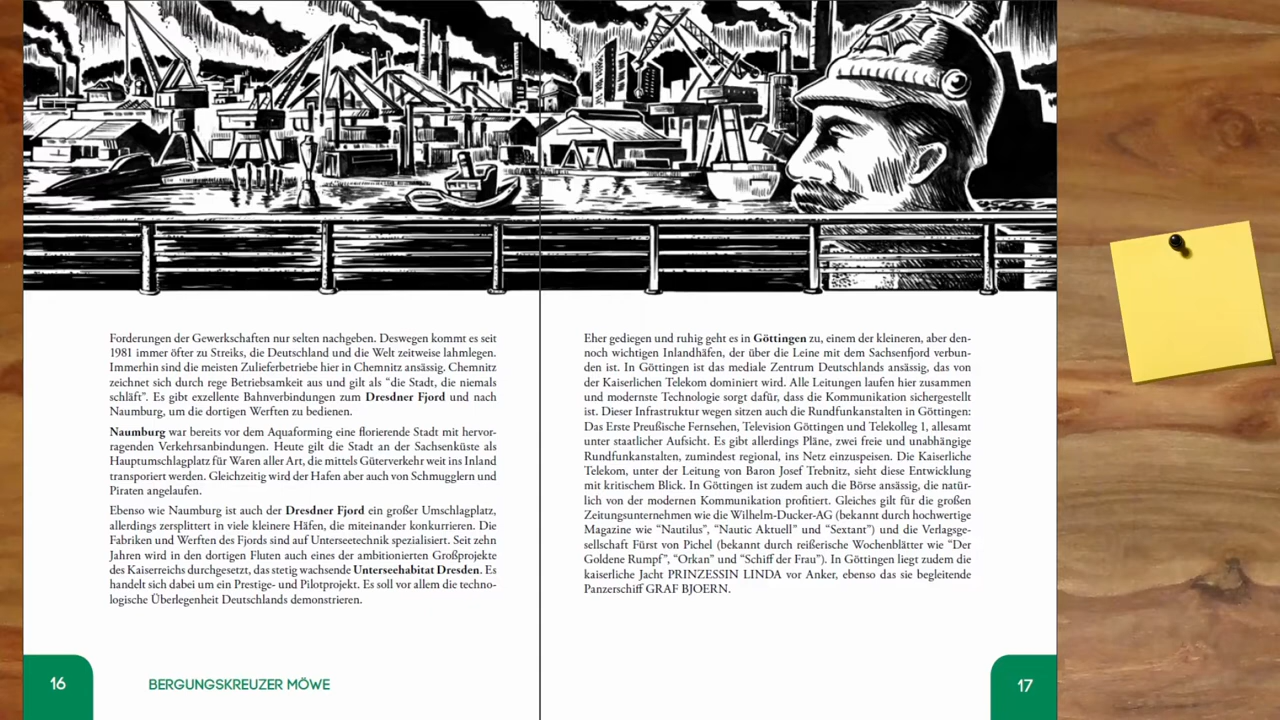 Forderungen der Gewerkschaften nur selten nachgeben. Deswegen kommt es seit
1981 immer öfter zu Streiks, die Deutschland und die Welt zeitweise lahmlegen.
Immerhin sind die meisten Zulieferbetriebe hier in Chemnitz ansässig. Chemnitz
zeichnet sich durch rege Betriebsamkeit aus und gilt als “die Stadt, die niemals
schläft”. Es gibt exzellente Bahnverbindungen zum Dresdner Fjord und nach
Naumburg, um die dortigen Werften zu bedienen.
Naumburg war bereits vor dem Aquaforming eine florierende Stadt mit hervor-
ragenden Verkehrsanbindungen. Heute gilt die Stadt an der Sachsenküste als
Hauptumschlagplatz für Waren aller Art, die mittels Güterverkehr weit ins Inland
transportiert werden. Gleichzeitig wird der Hafen aber auch von Schmugglern und
Piraten angelaufen.
Ebenso wie Naumburg ist auch der Dresdner Fjord ein großer Umschlagplatz,
allerdings zersplittert in viele kleinere Häfen, die miteinander konkurrieren. Die
Fabriken und Werften des Fjords sind auf Unterseetechnik spezialisiert. Seit zehn
Jahren wird in den dortigen Fluten auch eines der ambitionierten Großprojekte
des Kaiserreichs durchgesetzt, das stetig wachsende Unterseehabitat Dresden. Es
handelt sich dabei um ein Prestige- und Pilotprojekt. Es soll vor allem die techno-
logische Überlegenheit Deutschlands demonstrieren.
16
BERGUNGSKREUZER MÖWE
Eher gediegen und ruhig geht es in Göttingen zu, einem der kleineren, aber den-
noch wichtigen Inlandhäfen, der über die Leine mit dem Sachsenfjord verbun-
den ist. In Göttingen ist das mediale Zentrum Deutschlands ansässig, das von
der Kaiserlichen Telekom dominiert wird. Alle Leitungen laufen hier zusammen
und modernste Technologie sorgt dafür, dass die Kommunikation sichergestellt
ist. Dieser Infrastruktur wegen sitzen auch die Rundfunkanstalten in Göttingen:
Das Erste Preußische Fernsehen, Television Göttingen und Telekolleg 1, allesamt
unter staatlicher Aufsicht. Es gibt allerdings Pläne, zwei freie und unabhängige
Rundfunkanstalten, zumindest regional, ins Netz einzuspeisen. Die Kaiserliche
Telekom, unter der Leitung von Baron Josef Trebnitz, sieht diese Entwicklung
mit kritischem Blick. In Göttingen ist zudem auch die Börse ansässig, die natür-
lich von der modernen Kommunikation profitiert. Gleiches gilt für die großen
Zeitungsunternehmen wie die Wilhelm-Ducker-AG (bekannt durch hochwertige
Magazine wie “Nautilus”, “Nautic Aktuell” und “Sextant”) und die Verlagsge-
sellschaft Fürst von Pichel (bekannt durch reißerische Wochenblätter wie “Der
Goldene Rumpf”, “Orkan” und “Schiff der Frau”). In Göttingen liegt zudem die
kaiserliche Jacht PRINZESSIN LINDA vor Anker, ebenso das sie begleitende
Panzerschiff GRAF BJOERN.
17